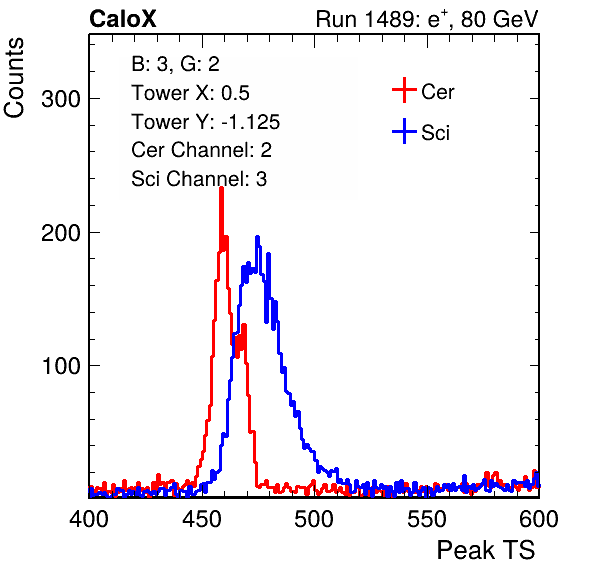 CaloX Run 1489: e⁺, 80 GeV
B: 3, G: 2
Tower X: 0.5
Tower Y: -1.125
Cer Channel: 2
Sci Channel: 3
Cer
Sci
Counts
300
200
100
400 450 500 550 600
Peak TS